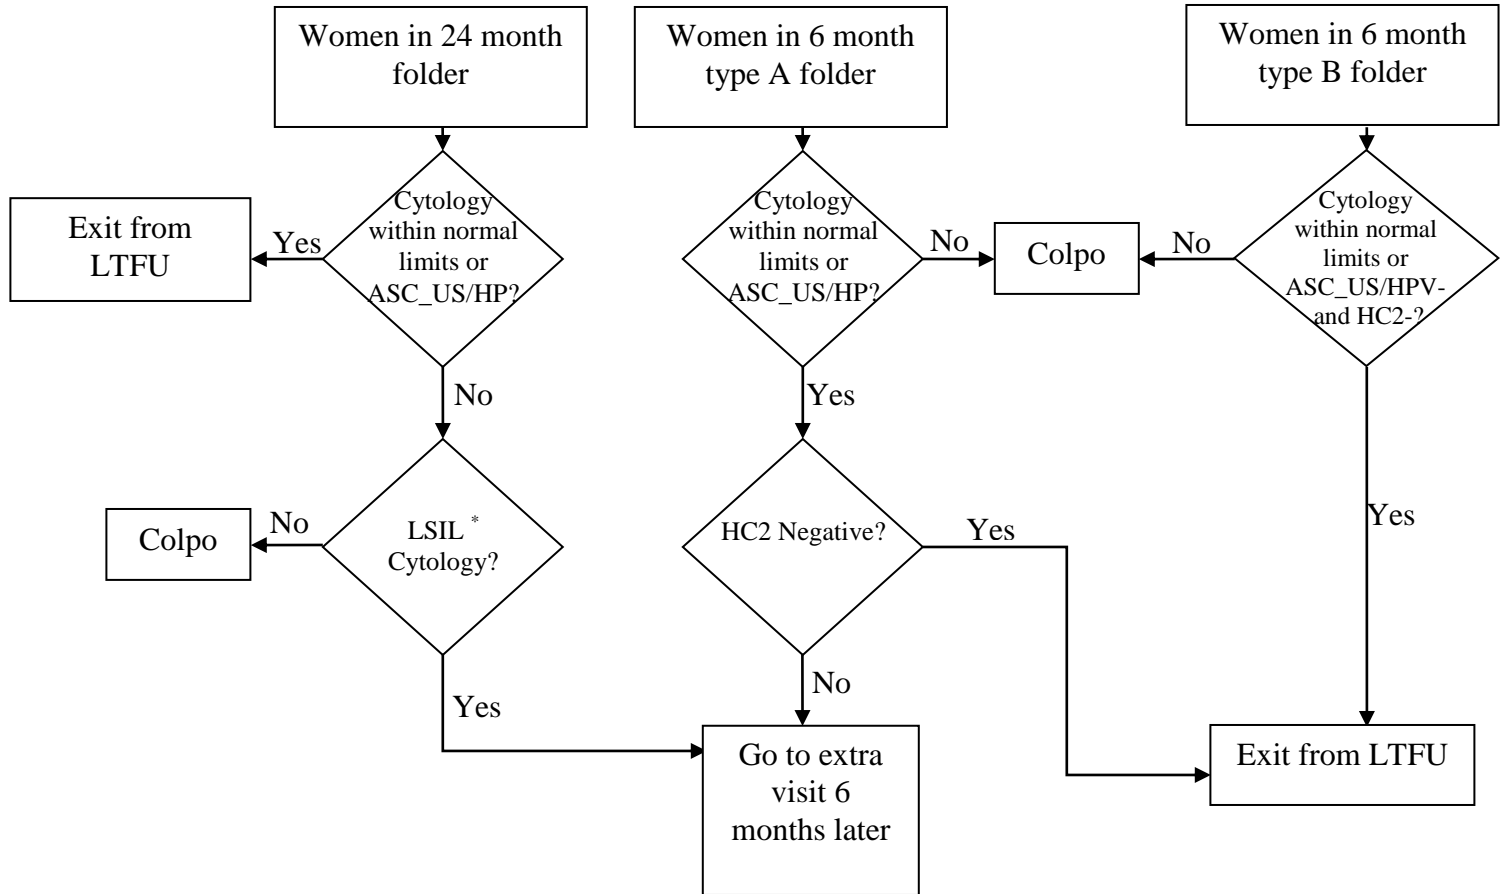 Women in 24 month
folder
Women in 6 month
type A folder
Women in 6 month
type B folder
Exit from
LTFU
Yes
Cytology
within normal
limits or
ASC_US/HP?
Cytology
within normal
limits or
ASC_US/HP?
No
Colpo
No
Cytology
within normal
limits or
ASC_US/HPV-
and HC2-?
No
Yes
Colpo
No
LSIL *
Cytology?
HC2 Negative?
Yes
Yes
Yes
No
Go to extra
visit 6
months later
Exit from LTFU